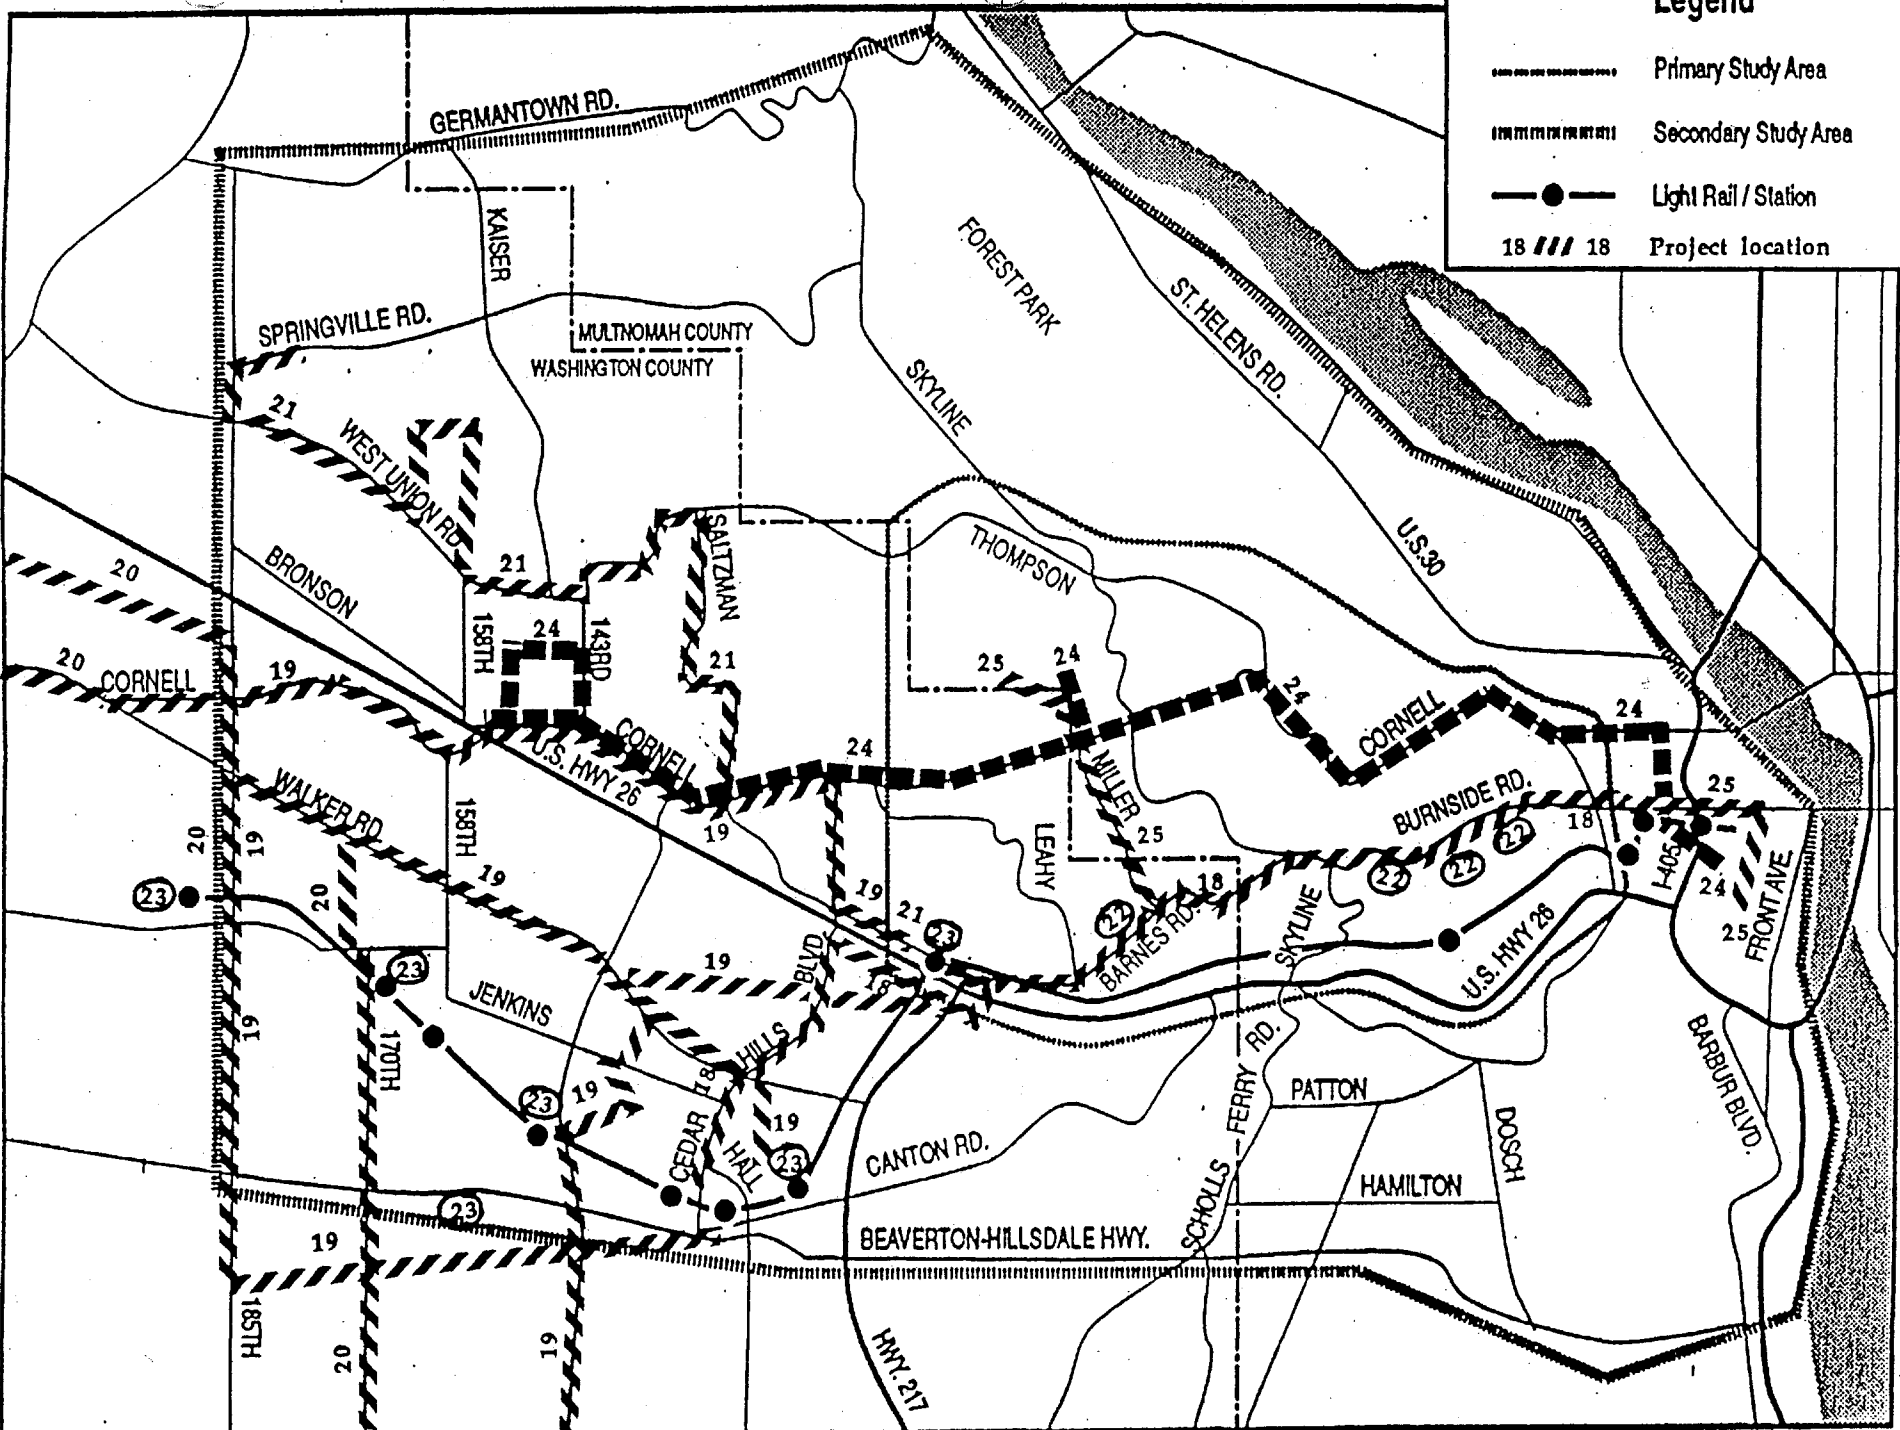 Legend
Primary Study Area
Secondary Study Area
Light Rail / Station
18 18 Project location
GERMANTOWN RD.
KAISER
FOREST PARK
ST. HELENS RD.
SPRINGVILLE RD.
MULTNOMAH COUNTY
WASHINGTON COUNTY
SKYLINE
21
WEST UNION RD
SALTZMAN
THOMPSON
U.S.30
20
BRONSON
21
158TH
24
143RD
21
25
24
20
CORNELL
19
CORNELL
U.S. HWY 26
24
24
CORNELL
24
WALKER RD
158TH
19
MILLER
BURNSIDE RD.
25
20
19
LEAHY
25
18
22
22
22
I-405
24
FRONT AVE.
25
23
20
19
19
21
18
22
BARNES RD.
SKYLINE
U.S. HWY 26
23
23
BLVD
19
18
JENKINS
19
170TH
HILLS
18
23
19
CEDAR
HALL
19
23
CANTON RD.
FERRY RD.
SCHOLLS
PATTON
DOSCH
HAMILTON
BARBUR BLVD.
23
19
BEAVERTON-HILLSDALE HWY.
185TH
20
19
HWY. 217